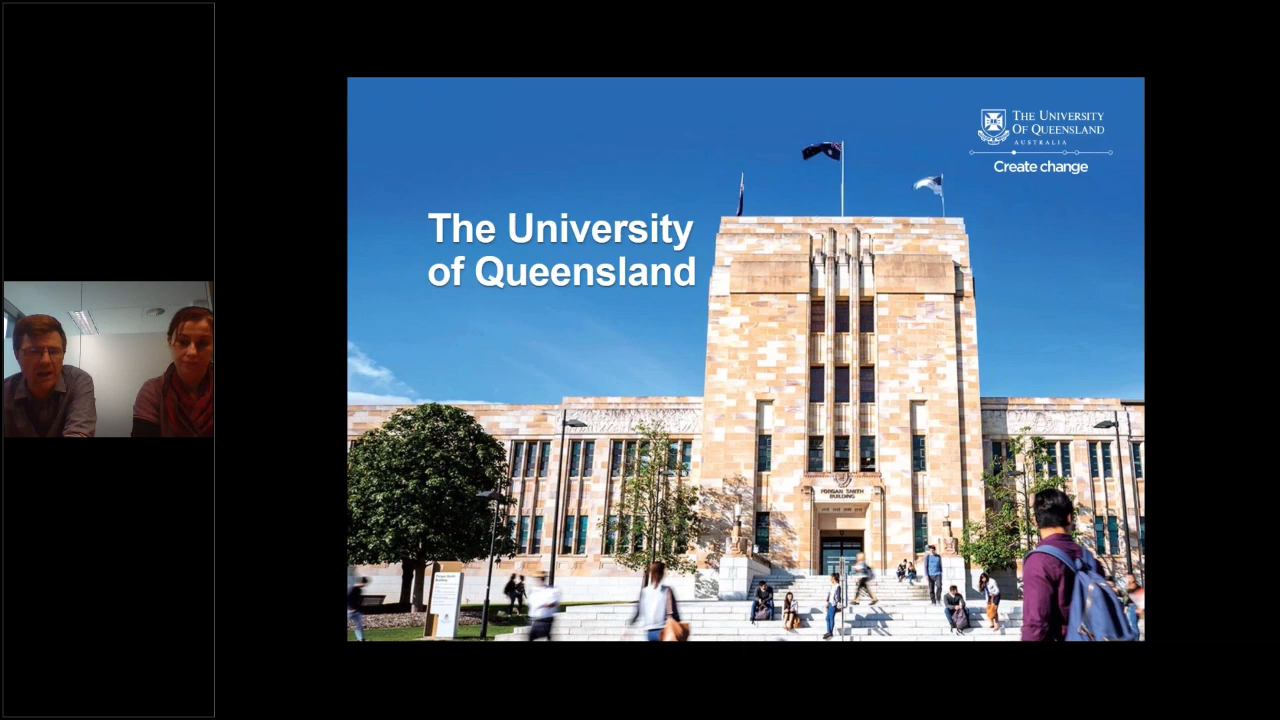 The University
of Queensland
THE UNIVERSITY
OF QUEENSLAND
AUSTRALIA
Create change
FORGAN SMITH
BUILDING